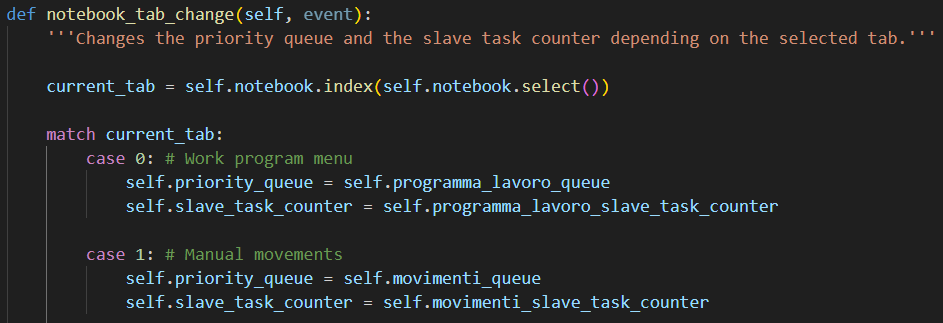 def notebook_tab_change(self, event):
'''Changes the priority queue and the slave task counter depending on the selected tab.'''
current_tab = self.notebook.index(self.notebook.select())
match current_tab:
case 0: # Work program menu
self.priority_queue = self.programma_lavoro_queue
self.slave_task_counter = self.programma_lavoro_slave_task_counter
case 1: # Manual movements
self.priority_queue = self.movimenti_queue
self.slave_task_counter = self.movimenti_slave_task_counter